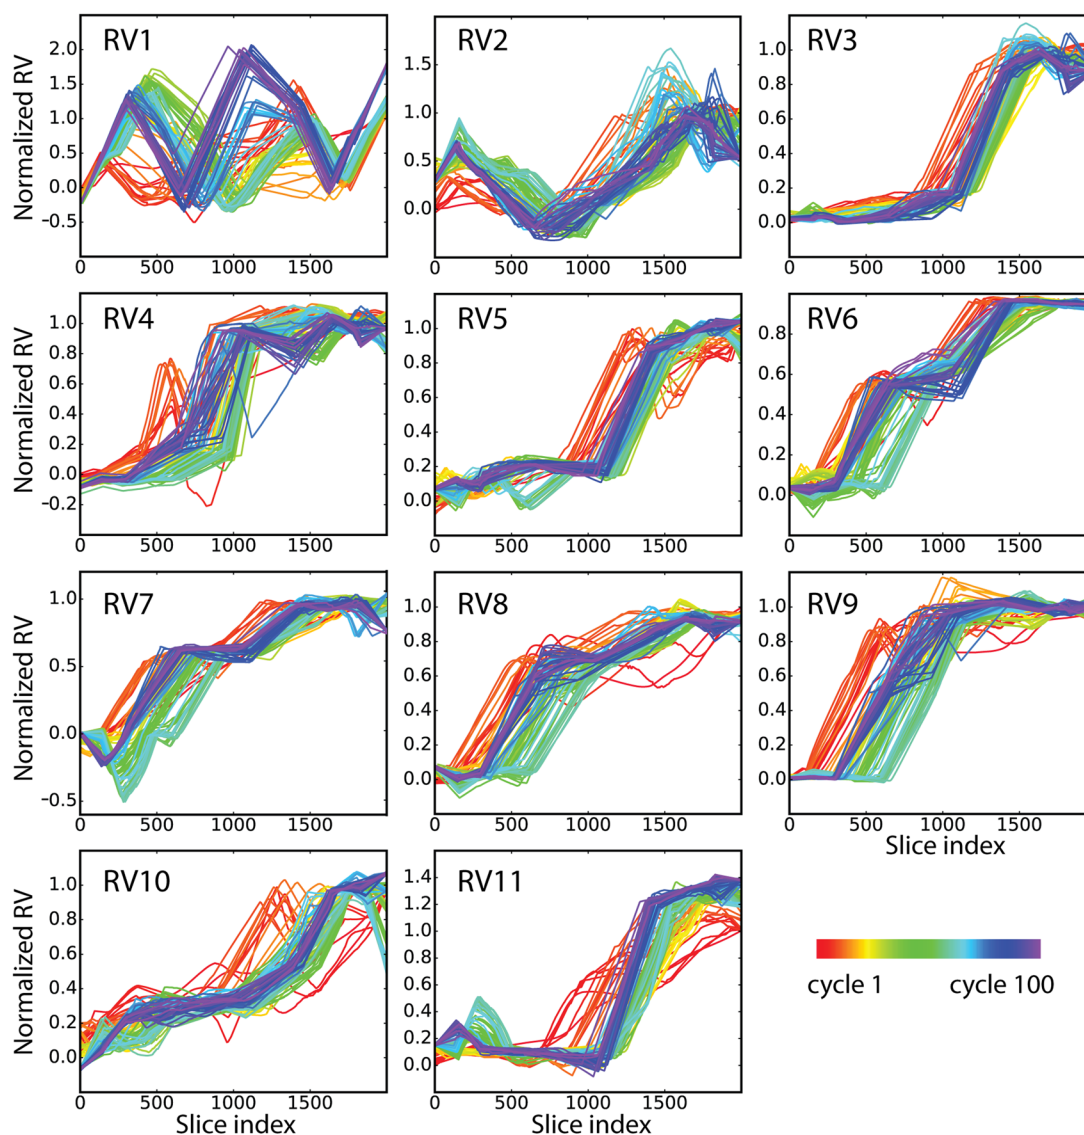 RV1 RV2 RV3
Normalized RV
2.0 1.5 1.0 0.5 0.0 −0.5
1.5 1.0 0.5 0.0
1.0 0.8 0.6 0.4 0.2 0.0
0 500 1000 1500 0 500 1000 1500 0 500 1000 1500
RV4 RV5 RV6
Normalized RV
1.0 0.8 0.6 0.4 0.2 0.0 −0.2
1.0 0.8 0.6 0.4 0.2 0.0
0.8 0.6 0.4 0.2 0.0
0 500 1000 1500 0 500 1000 1500 0 500 1000 1500
RV7 RV8 RV9
Normalized RV
1.0 0.5 0.0 −0.5
1.0 0.8 0.6 0.4 0.2 0.0
1.0 0.8 0.6 0.4 0.2 0.0
0 500 1000 1500 0 500 1000 1500 0 500 1000 1500
Slice index
RV10 RV11
Normalized RV
1.0 0.8 0.6 0.4 0.2 0.0
1.4 1.2 1.0 0.8 0.6 0.4 0.2 0.0
0 500 1000 1500 0 500 1000 1500
Slice index Slice index
cycle 1 cycle 100